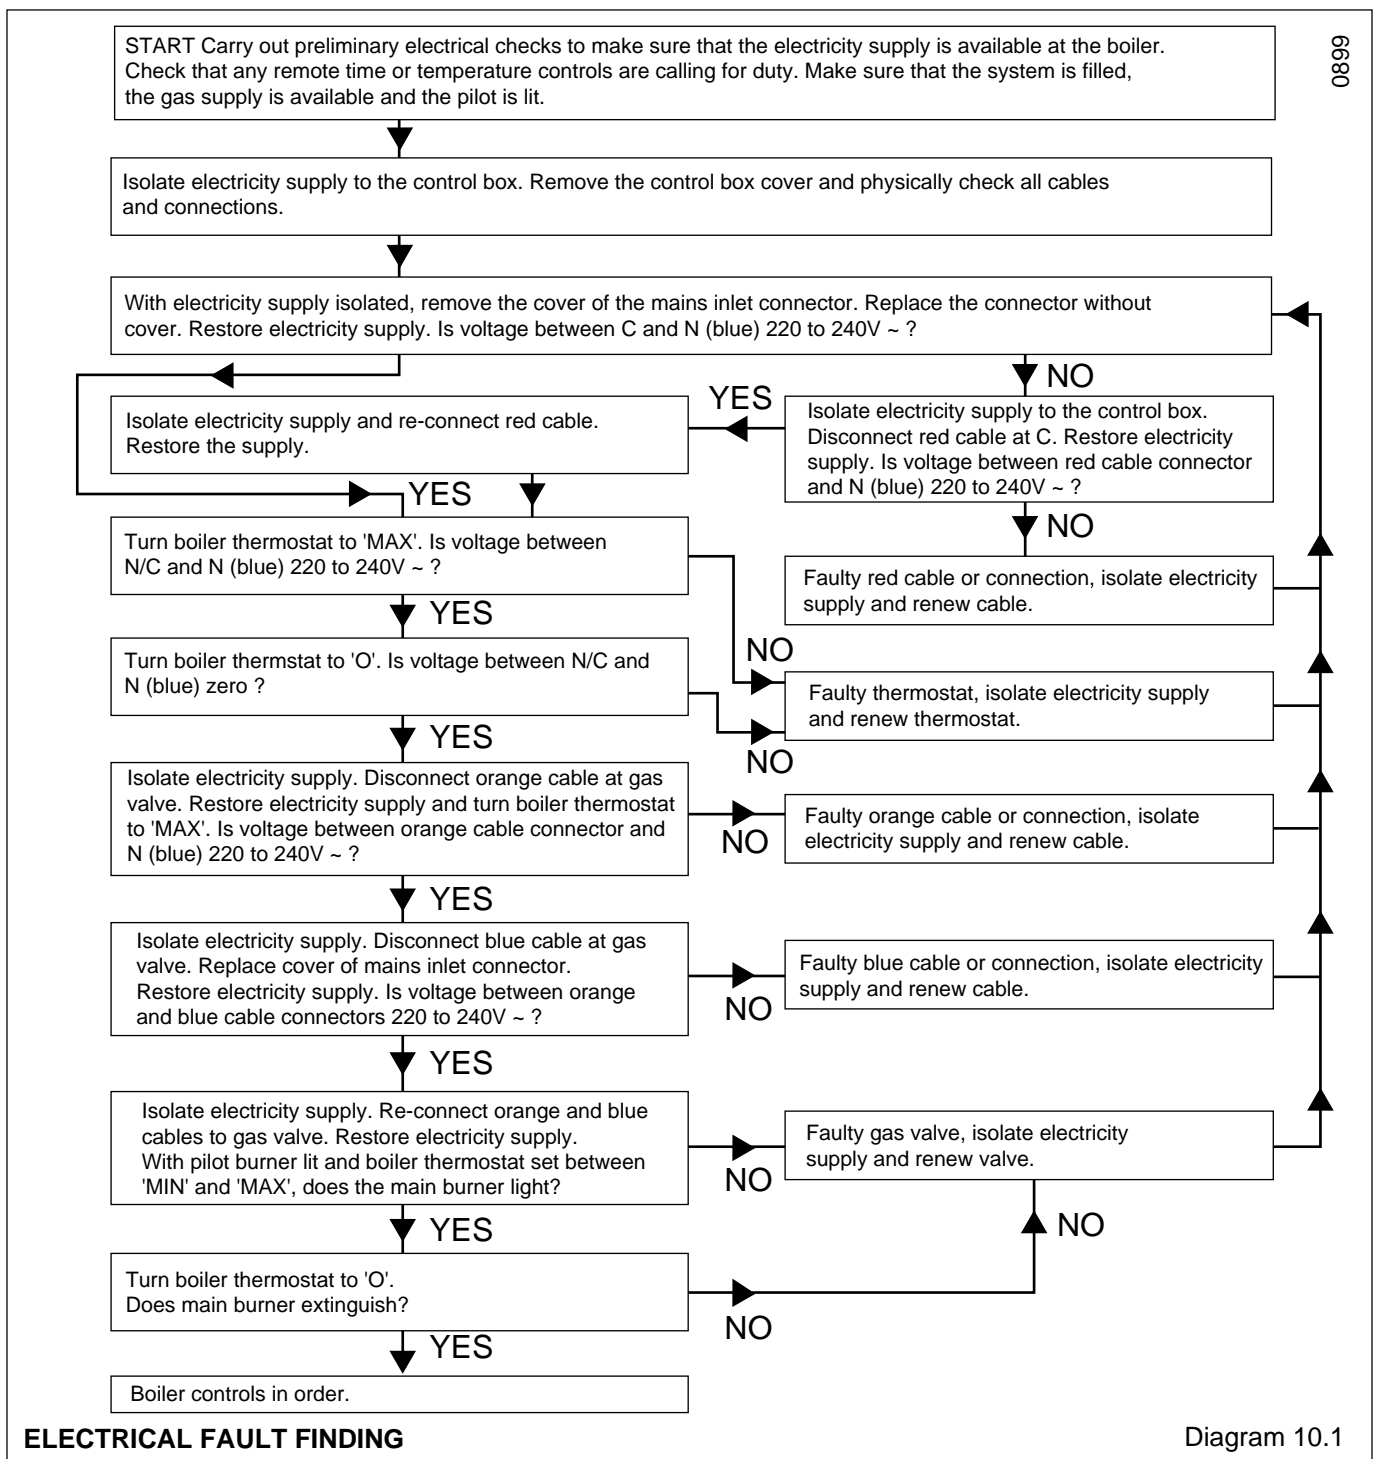 START Carry out preliminary electrical checks to make sure that the electricity supply is available at the boiler.
Check that any remote time or temperature controls are calling for duty. Make sure that the system is filled,
the gas supply is available and the pilot is lit.
0899
Isolate electricity supply to the control box. Remove the control box cover and physically check all cables
and connections.
With electricity supply isolated, remove the cover of the mains inlet connector. Replace the connector without
cover. Restore electricity supply. Is voltage between C and N (blue) 220 to 240V ~ ?
NO
YES
Isolate electricity supply and re-connect red cable.
Restore the supply.
Isolate electricity supply to the control box.
Disconnect red cable at C. Restore electricity
supply. Is voltage between red cable connector
and N (blue) 220 to 240V ~ ?
YES
NO
Turn boiler thermostat to 'MAX'. Is voltage between
N/C and N (blue) 220 to 240V ~ ?
Faulty red cable or connection, isolate electricity
supply and renew cable.
YES
NO
Turn boiler thermstat to 'O'. Is voltage between N/C and
N (blue) zero ?
Faulty thermostat, isolate electricity supply
and renew thermostat.
YES
NO
Isolate electricity supply. Disconnect orange cable at gas
valve. Restore electricity supply and turn boiler thermostat
to 'MAX'. Is voltage between orange cable connector and
N (blue) 220 to 240V ~ ?
NO
Faulty orange cable or connection, isolate
electricity supply and renew cable.
YES
Isolate electricity supply. Disconnect blue cable at gas
valve. Replace cover of mains inlet connector.
Restore electricity supply. Is voltage between orange
and blue cable connectors 220 to 240V ~ ?
NO
Faulty blue cable or connection, isolate electricity
supply and renew cable.
YES
Isolate electricity supply. Re-connect orange and blue
cables to gas valve. Restore electricity supply.
With pilot burner lit and boiler thermostat set between
'MIN' and 'MAX', does the main burner light?
NO
Faulty gas valve, isolate electricity
supply and renew valve.
YES
NO
Turn boiler thermostat to 'O'.
Does main burner extinguish?
NO
YES
Boiler controls in order.
ELECTRICAL FAULT FINDING
Diagram 10.1